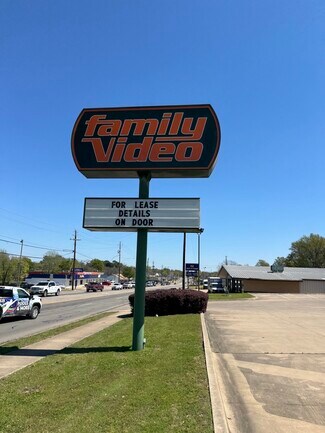 family
Video
FOR LEASE
DETAILS
ON DOOR